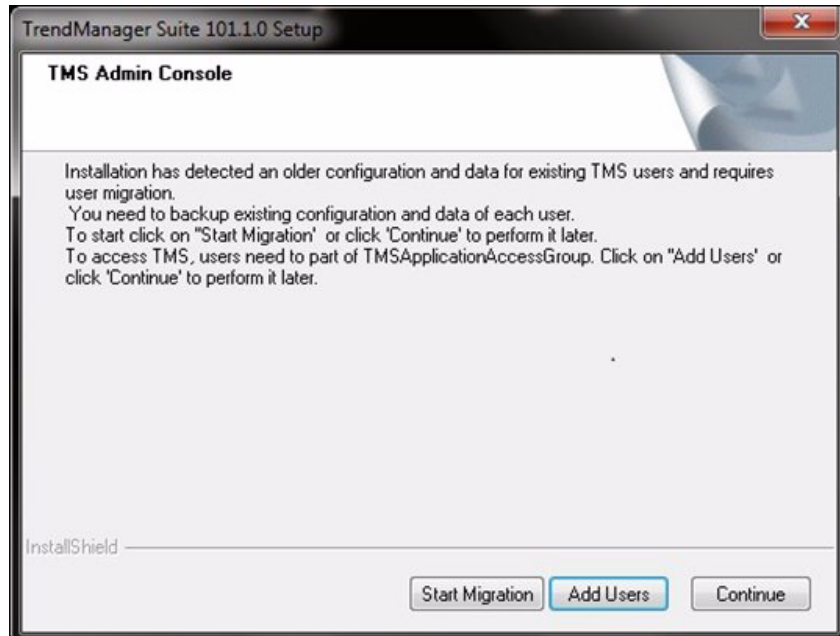 TrendManager Suite 101.1.0 Setup
TMS Admin Console
Installation has detected an older configuration and data for existing TMS users and requires
user migration.
You need to backup existing configuration and data of each user.
To start click on "Start Migration' or click 'Continue' to perform it later.
To access TMS, users need to part of TMSApplicationAccessGroup. Click on "Add Users' or
click 'Continue' to perform it later.
InstallShield
Start Migration Add Users Continue